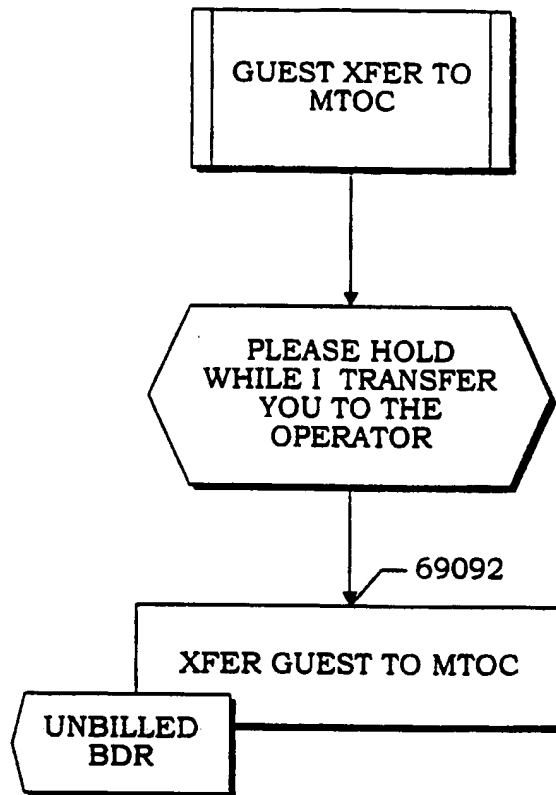 GUEST XFER TO
MTOC
PLEASE HOLD
WHILE I TRANSFER
YOU TO THE
OPERATOR
69092
XFER GUEST TO MTOC
UNBILLED
BDR